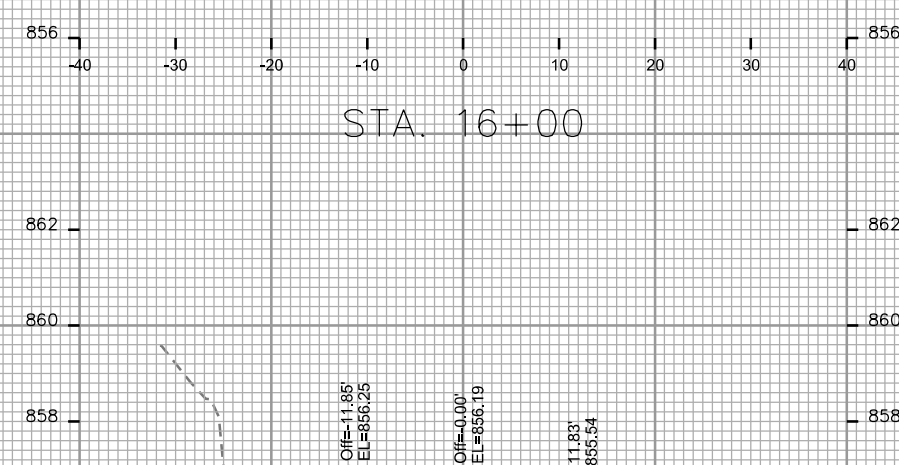 856 856
-40 -30 -20 -10 0 10 20 30 40
STA. 16+00
862 862
860 860
858 858
Off=-11.85'
EL=856.25
Off=-0.00'
EL=856.19
11.83'
855.54